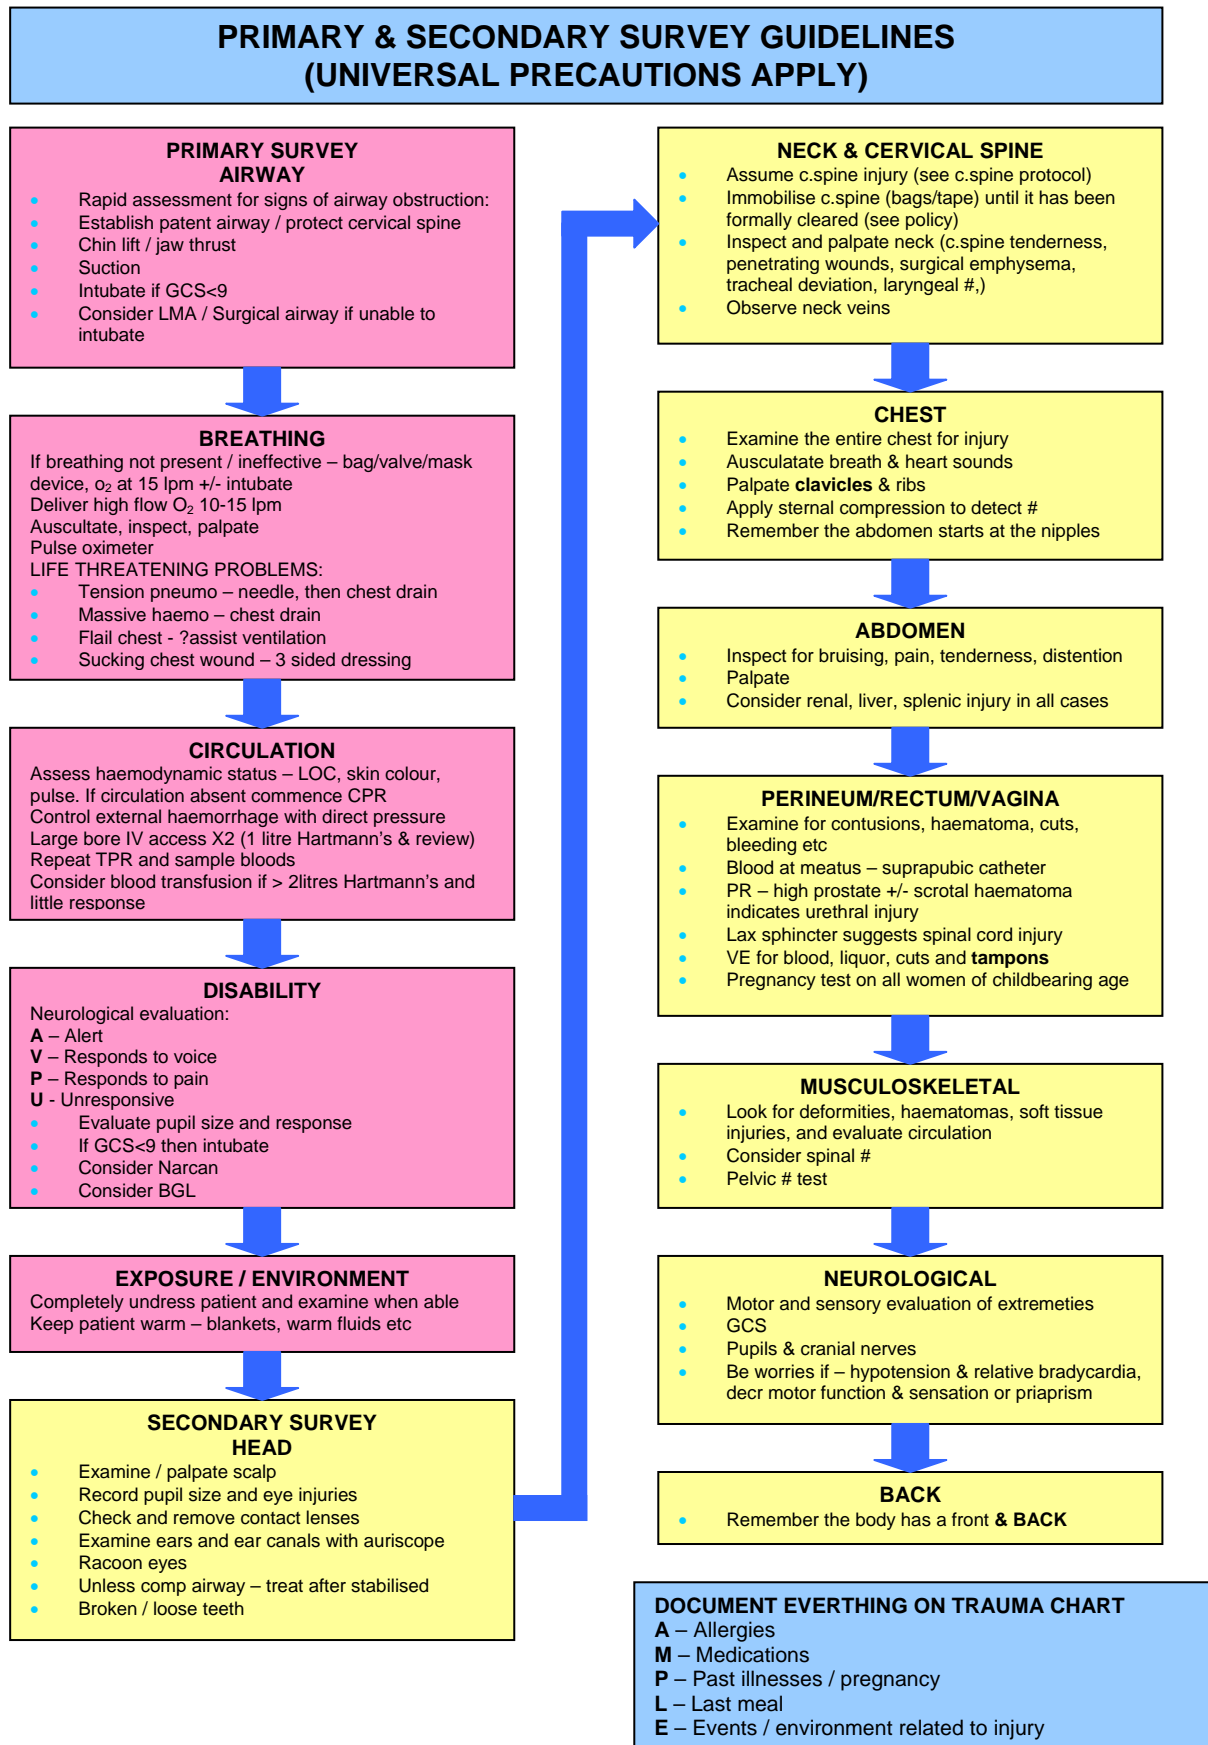 PRIMARY & SECONDARY SURVEY GUIDELINES
(UNIVERSAL PRECAUTIONS APPLY)
PRIMARY SURVEY
AIRWAY
• Rapid assessment for signs of airway obstruction:
• Establish patent airway / protect cervical spine
• Chin lift / jaw thrust
• Suction
• Intubate if GCS<9
• Consider LMA / Surgical airway if unable to
intubate
BREATHING
If breathing not present / ineffective – bag/valve/mask
device, o₂ at 15 lpm +/- intubate
Deliver high flow O₂ 10-15 lpm
Auscultate, inspect, palpate
Pulse oximeter
LIFE THREATENING PROBLEMS:
• Tension pneumo – needle, then chest drain
• Massive haemo – chest drain
• Flail chest - ?assist ventilation
• Sucking chest wound – 3 sided dressing
CIRCULATION
Assess haemodynamic status – LOC, skin colour,
pulse. If circulation absent commence CPR
Control external haemorrhage with direct pressure
Large bore IV access X2 (1 litre Hartmann's & review)
Repeat TPR and sample bloods
Consider blood transfusion if > 2litres Hartmann's and
little response
DISABILITY
Neurological evaluation:
A – Alert
V – Responds to voice
P – Responds to pain
U - Unresponsive
• Evaluate pupil size and response
• If GCS<9 then intubate
• Consider Narcan
• Consider BGL
EXPOSURE / ENVIRONMENT
Completely undress patient and examine when able
Keep patient warm – blankets, warm fluids etc
SECONDARY SURVEY
HEAD
• Examine / palpate scalp
• Record pupil size and eye injuries
• Check and remove contact lenses
• Examine ears and ear canals with auriscope
• Racoon eyes
• Unless comp airway – treat after stabilised
• Broken / loose teeth
NECK & CERVICAL SPINE
• Assume c.spine injury (see c.spine protocol)
• Immobilise c.spine (bags/tape) until it has been
formally cleared (see policy)
• Inspect and palpate neck (c.spine tenderness,
penetrating wounds, surgical emphysema,
tracheal deviation, laryngeal #,)
• Observe neck veins
CHEST
• Examine the entire chest for injury
• Ausculatate breath & heart sounds
• Palpate clavicles & ribs
• Apply sternal compression to detect #
• Remember the abdomen starts at the nipples
ABDOMEN
• Inspect for bruising, pain, tenderness, distention
• Palpate
• Consider renal, liver, splenic injury in all cases
PERINEUM/RECTUM/VAGINA
• Examine for contusions, haematoma, cuts,
bleeding etc
• Blood at meatus – suprapubic catheter
• PR – high prostate +/- scrotal haematoma
indicates urethral injury
• Lax sphincter suggests spinal cord injury
• VE for blood, liquor, cuts and tampons
• Pregnancy test on all women of childbearing age
MUSCULOSKELETAL
• Look for deformities, haematomas, soft tissue
injuries, and evaluate circulation
• Consider spinal #
• Pelvic # test
NEUROLOGICAL
• Motor and sensory evaluation of extremeties
• GCS
• Pupils & cranial nerves
• Be worries if – hypotension & relative bradycardia,
decr motor function & sensation or priaprism
BACK
• Remember the body has a front & BACK
DOCUMENT EVERTHING ON TRAUMA CHART
A – Allergies
M – Medications
P – Past illnesses / pregnancy
L – Last meal
E – Events / environment related to injury